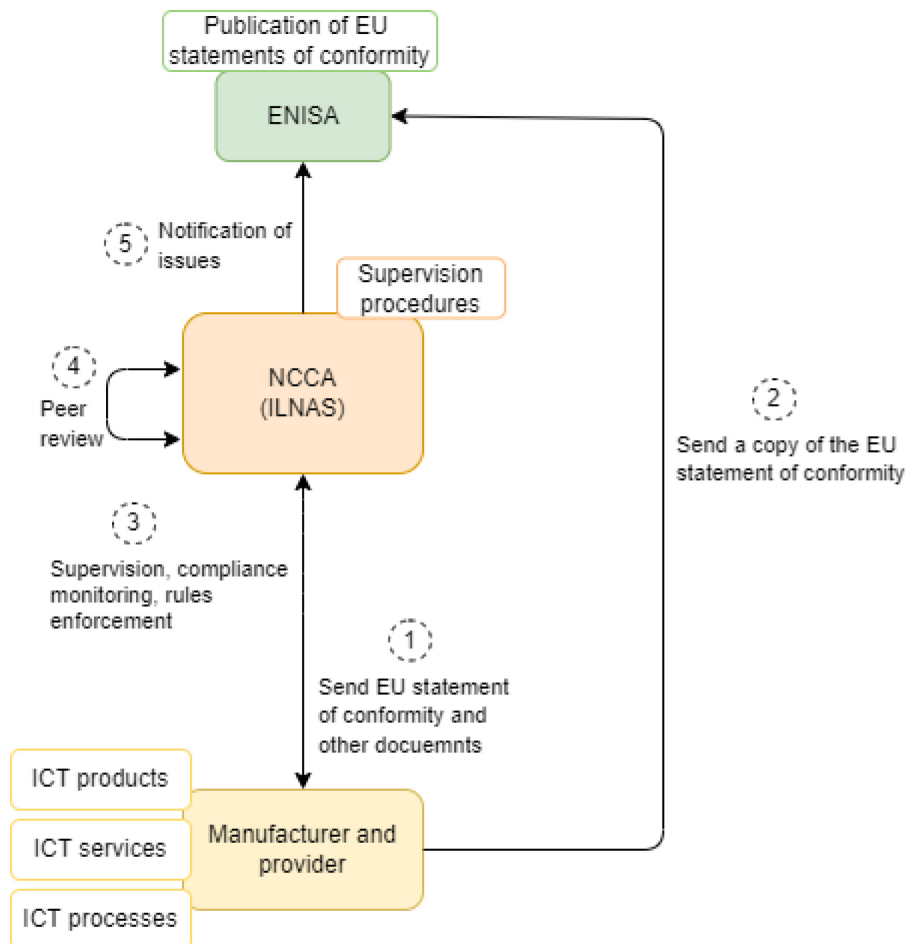 Publication of EU
statements of conformity
ENISA
5
Notification of
issues
Supervision
procedures
NCCA
(ILNAS)
4
Peer
review
2
Send a copy of the EU
statement of conformity
3
Supervision, compliance
monitoring, rules
enforcement
1
Send EU statement
of conformity and
other docuemnts
ICT products
ICT services
ICT processes
Manufacturer and
provider